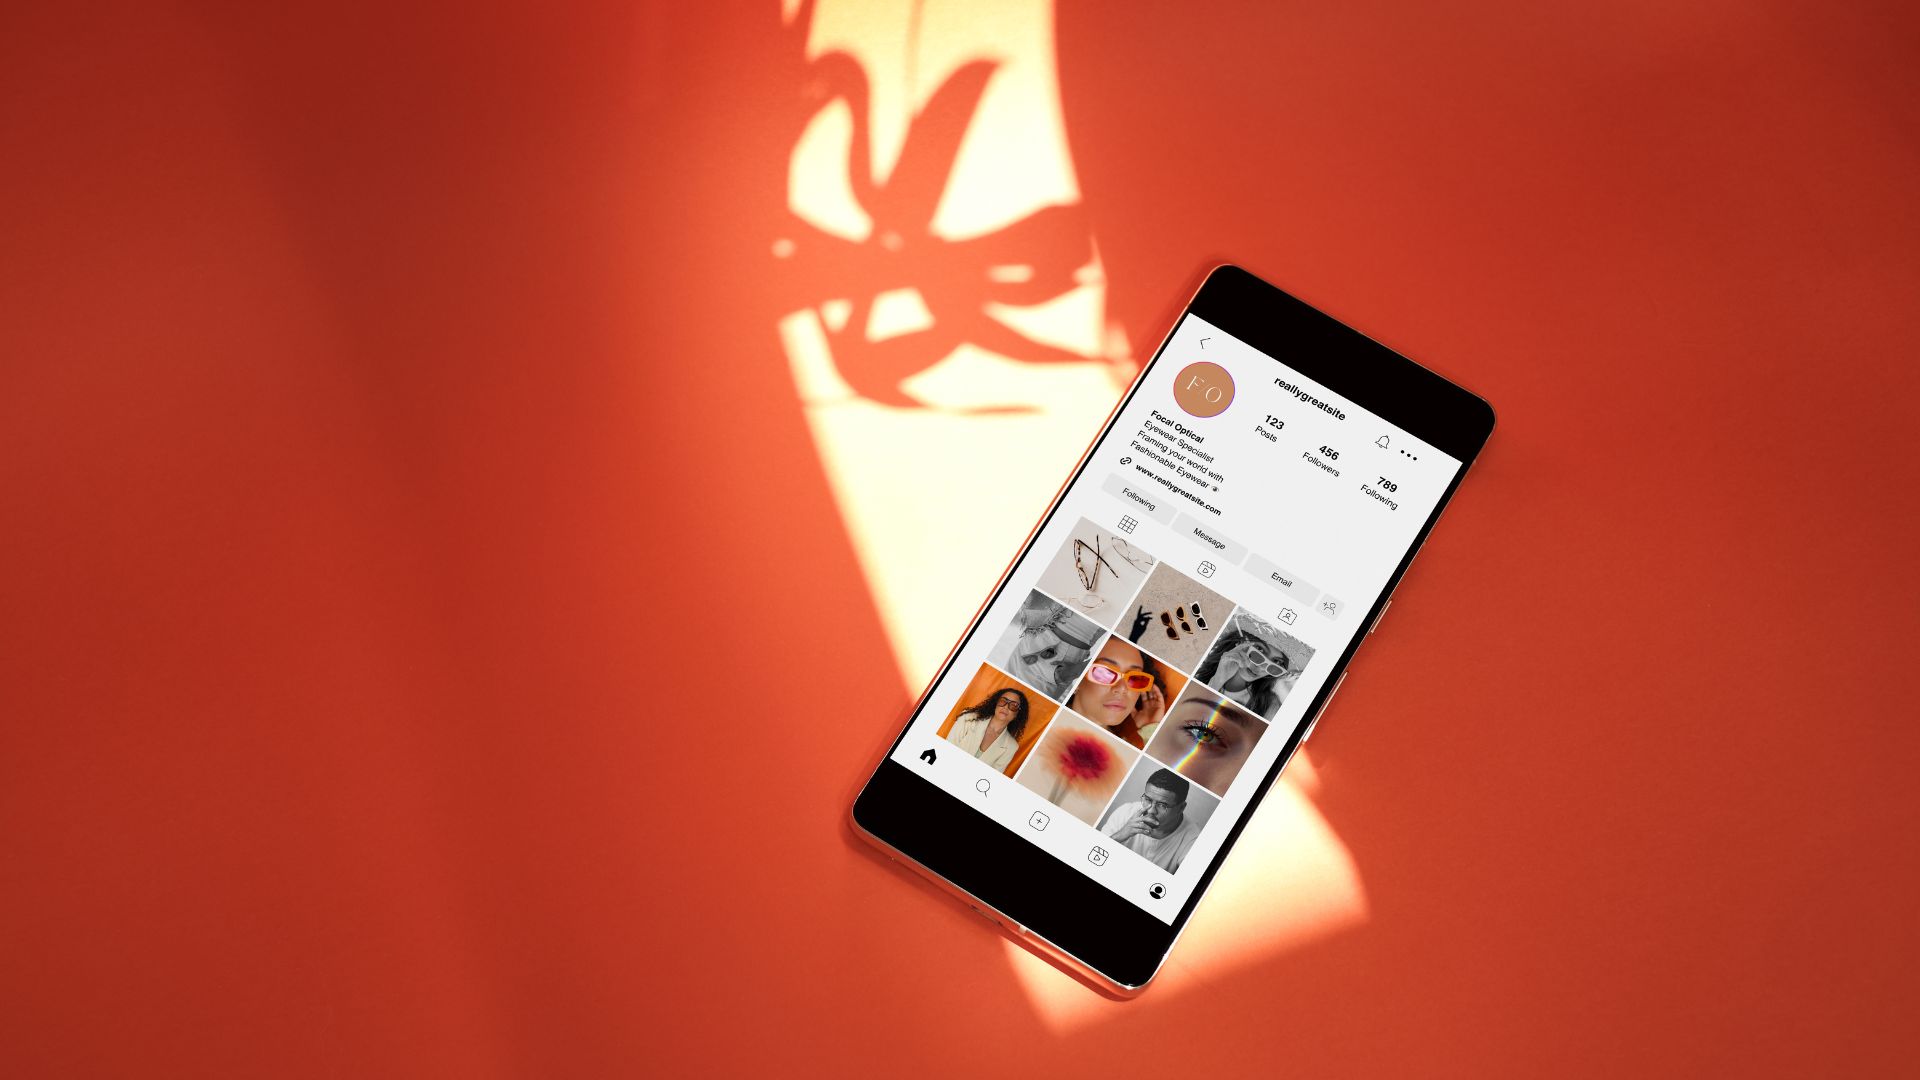 reallygreatsite
F/O
123
Posts
456
Followers
789
Following
Focal Optical
Eyewear Specialist
Framing your world with
Fashionable Eyewear
www.reallygreatsite.com
Following
Message
Email